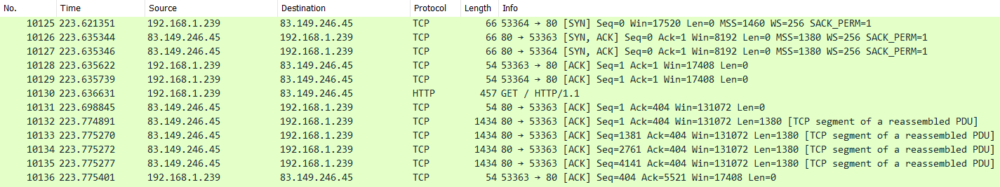 No. Time Source Destination Protocol Length Info
10125 223.621351 192.168.1.239 83.149.246.45 TCP 66 53364 → 80 [SYN] Seq=0 Win=17520 Len=0 MSS=1460 WS=256 SACK_PERM=1
10126 223.635344 83.149.246.45 192.168.1.239 TCP 66 80 → 53363 [SYN, ACK] Seq=0 Ack=1 Win=8192 Len=0 MSS=1380 WS=256 SACK_PERM=1
10127 223.635346 83.149.246.45 192.168.1.239 TCP 66 80 → 53364 [SYN, ACK] Seq=0 Ack=1 Win=8192 Len=0 MSS=1380 WS=256 SACK_PERM=1
10128 223.635622 192.168.1.239 83.149.246.45 TCP 54 53363 → 80 [ACK] Seq=1 Ack=1 Win=17408 Len=0
10129 223.635739 192.168.1.239 83.149.246.45 TCP 54 53364 → 80 [ACK] Seq=1 Ack=1 Win=17408 Len=0
10130 223.636631 192.168.1.239 83.149.246.45 HTTP 457 GET / HTTP/1.1
10131 223.698845 83.149.246.45 192.168.1.239 TCP 54 80 → 53363 [ACK] Seq=1 Ack=404 Win=131072 Len=0
10132 223.774891 83.149.246.45 192.168.1.239 TCP 1434 80 → 53363 [ACK] Seq=1 Ack=404 Win=131072 Len=1380 [TCP segment of a reassembled PDU]
10133 223.775270 83.149.246.45 192.168.1.239 TCP 1434 80 → 53363 [ACK] Seq=1381 Ack=404 Win=131072 Len=1380 [TCP segment of a reassembled PDU]
10134 223.775272 83.149.246.45 192.168.1.239 TCP 1434 80 → 53363 [ACK] Seq=2761 Ack=404 Win=131072 Len=1380 [TCP segment of a reassembled PDU]
10135 223.775277 83.149.246.45 192.168.1.239 TCP 1434 80 → 53363 [ACK] Seq=4141 Ack=404 Win=131072 Len=1380 [TCP segment of a reassembled PDU]
10136 223.775401 192.168.1.239 83.149.246.45 TCP 54 53363 → 80 [ACK] Seq=404 Ack=5521 Win=17408 Len=0